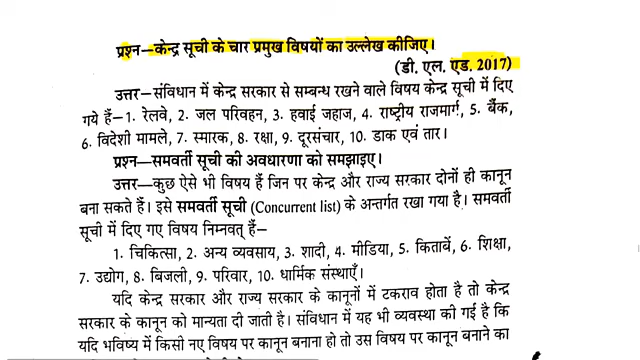 प्रश्न–केन्द्र सूची के चार प्रमुख विषयों का उल्लेख कीजिए।
(डी. एल. एड. 2017)
उत्तर–संविधान में केन्द्र सरकार से सम्बन्ध रखने वाले विषय केन्द्र सूची में दिए
गये हैं–1. रेलवे, 2. जल परिवहन, 3. हवाई जहाज, 4. राष्ट्रीय राजमार्ग, 5. बैंक,
6. विदेशी मामले, 7. स्मारक, 8. रक्षा, 9. दूरसंचार, 10. डाक एवं तार।
प्रश्न–समवर्ती सूची की अवधारणा को समझाइए।
उत्तर–कुछ ऐसे भी विषय हैं जिन पर केन्द्र और राज्य सरकार दोनों ही कानून
बना सकते हैं। इसे समवर्ती सूची (Concurrent list) के अन्तर्गत रखा गया है। समवर्ती
सूची में दिए गए विषय निम्नवत् हैं–
1. चिकित्सा, 2. अन्य व्यवसाय, 3. शादी, 4. मीडिया, 5. किताबें, 6. शिक्षा,
7. उद्योग, 8. बिजली, 9. परिवार, 10. धार्मिक संस्थाएँ।
यदि केन्द्र सरकार और राज्य सरकार के कानूनों में टकराव होता है तो केन्द्र
सरकार के कानून को मान्यता दी जाती है। संविधान में यह भी व्यवस्था की गई है कि
यदि भविष्य में किसी नए विषय पर कानून बनाना हो तो उस विषय पर कानून बनाने का